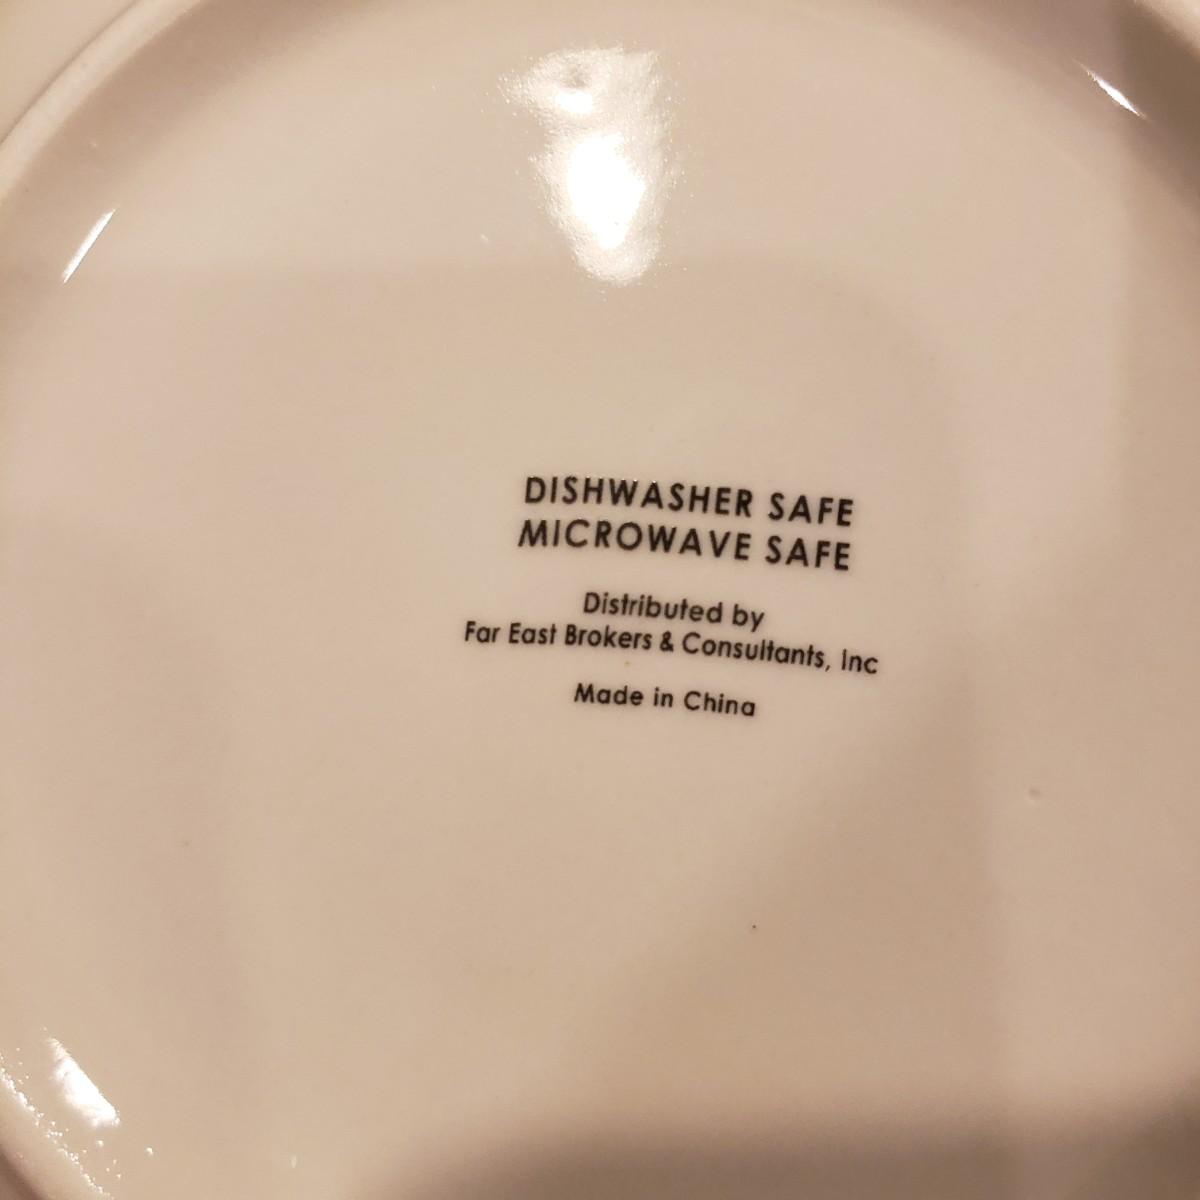 DISHWASHER SAFE
MICROWAVE SAFE
Distributed by
Far East Brokers & Consultants, Inc
Made in China